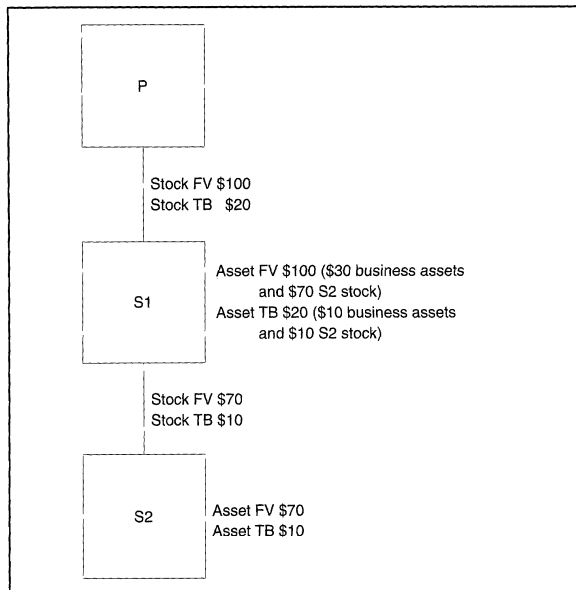 P
Stock FV $100
Stock TB $20
S1
Asset FV $100 ($30 business assets
and $70 S2 stock)
Asset TB $20 ($10 business assets
and $10 S2 stock)
Stock FV $70
Stock TB $10
S2
Asset FV $70
Asset TB $10